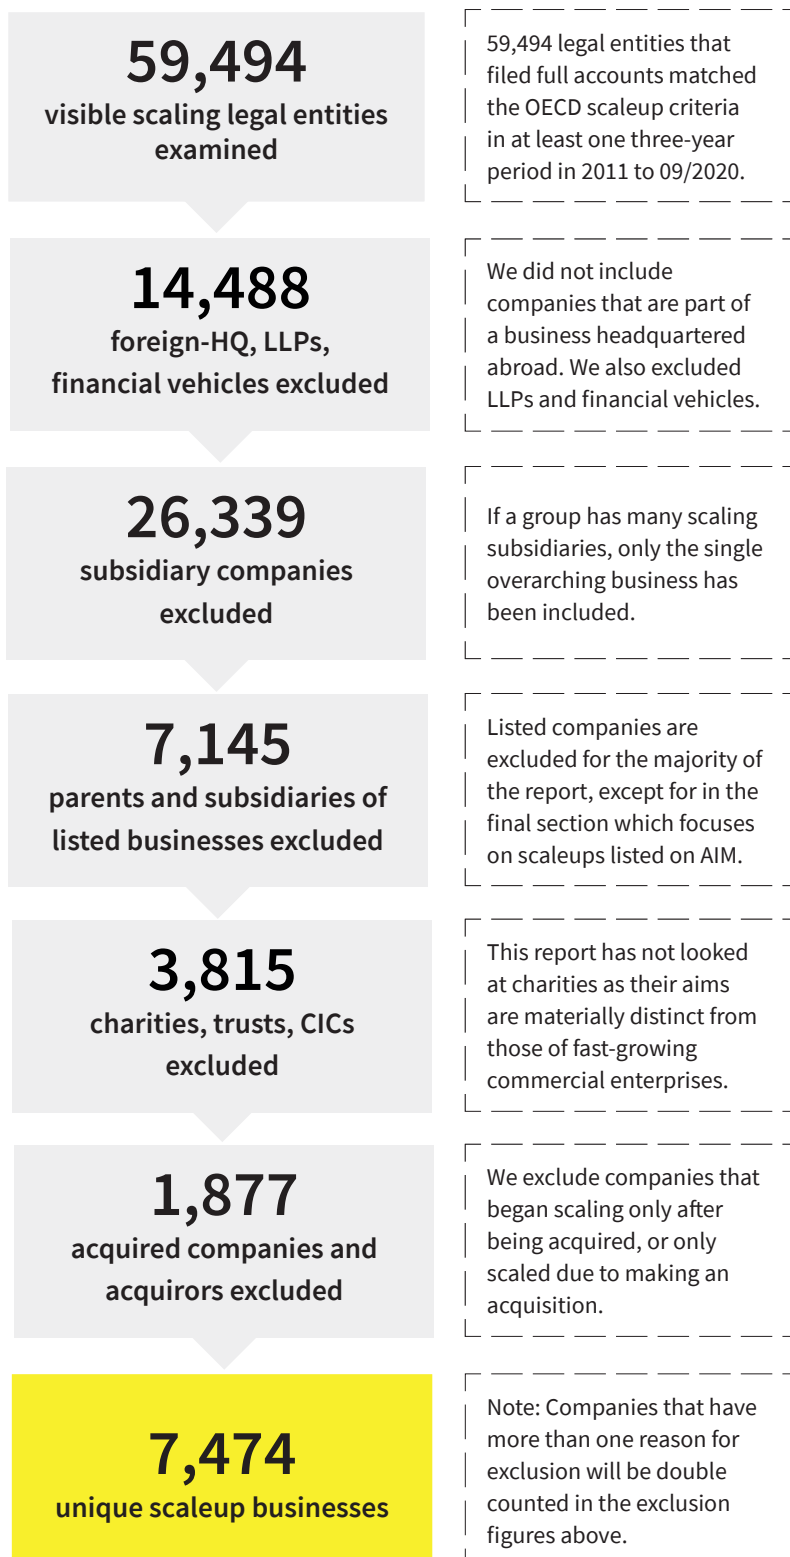 59,494
visible scaling legal entities
examined
59,494 legal entities that
filed full accounts matched
the OECD scaleup criteria
in at least one three-year
period in 2011 to 09/2020.
14,488
foreign-HQ, LLPs,
financial vehicles excluded
We did not include
companies that are part of
a business headquartered
abroad. We also excluded
LLPs and financial vehicles.
26,339
subsidiary companies
excluded
If a group has many scaling
subsidiaries, only the single
overarching business has
been included.
7,145
parents and subsidiaries of
listed businesses excluded
Listed companies are
excluded for the majority of
the report, except for in the
final section which focuses
on scaleups listed on AIM.
3,815
charities, trusts, CICs
excluded
This report has not looked
at charities as their aims
are materially distinct from
those of fast-growing
commercial enterprises.
1,877
acquired companies and
acquirors excluded
We exclude companies that
began scaling only after
being acquired, or only
scaled due to making an
acquisition.
7,474
unique scaleup businesses
Note: Companies that have
more than one reason for
exclusion will be double
counted in the exclusion
figures above.